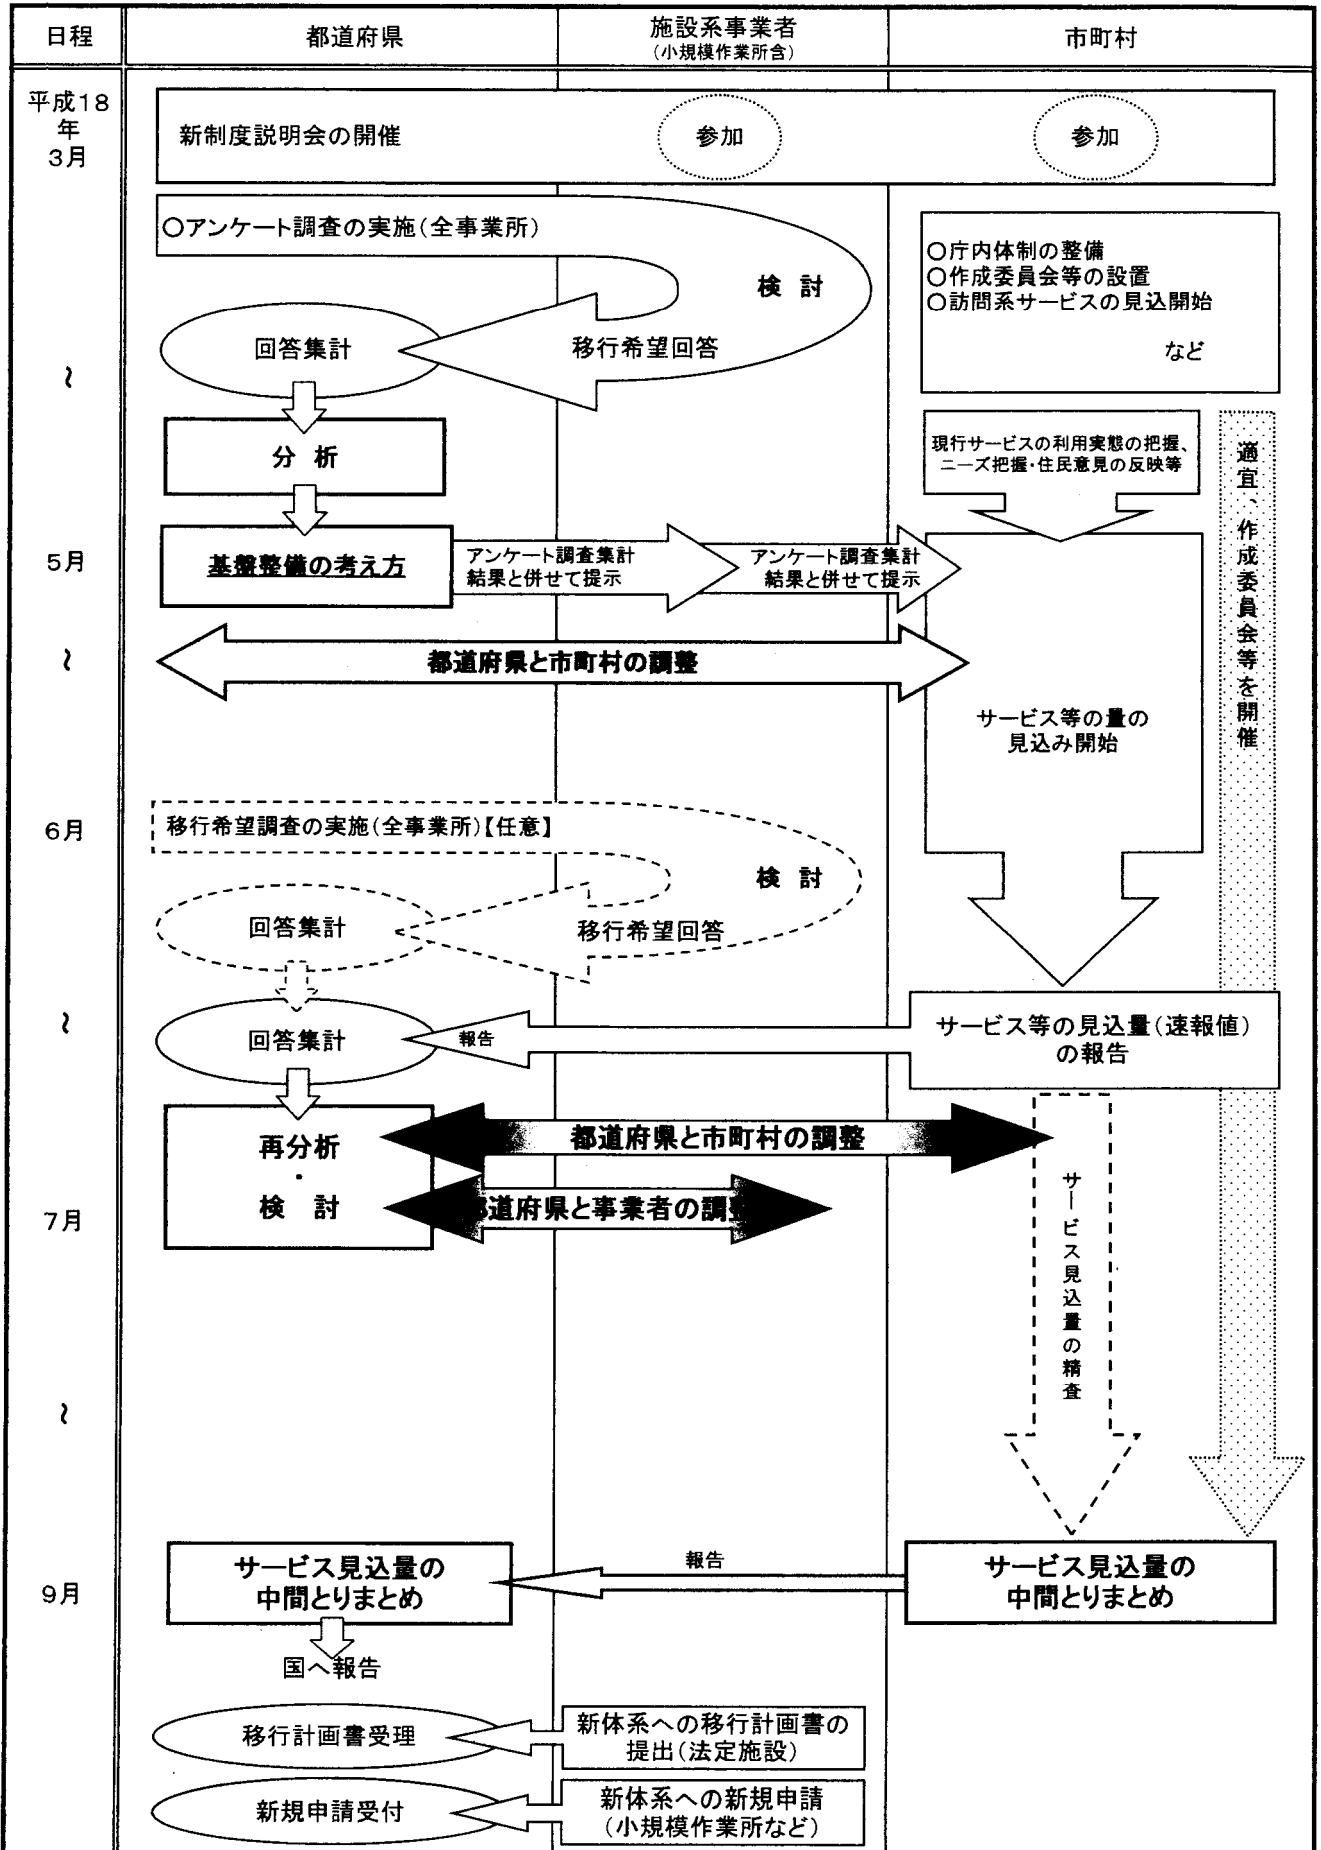 日程
都道府県
施設系事業者
(小規模作業所含)
市町村
平成18
年
3月
新制度説明会の開催
参加
参加
○アンケート調査の実施(全事業所)
検 討
移行希望回答
回答集計
○庁内体制の整備
○作成委員会等の設置
○訪問系サービスの見込開始
など
~
分 析
現行サービスの利用実態の把握、
ニーズ把握・住民意見の反映等
適宜、作成委員会等を開催
5月
基盤整備の考え方
アンケート調査集計
結果と併せて提示
アンケート調査集計
結果と併せて提示
~
都道府県と市町村の調整
サービス等の量の
見込み開始
6月
移行希望調査の実施(全事業所)【任意】
検 討
移行希望回答
回答集計
~
回答集計
報告
サービス等の見込量(速報値)
の報告
再分析
・
検 討
都道府県と市町村の調整
7月
都道府県と事業者の調整
サービス見込量の精査
~
9月
サービス見込量の
中間とりまとめ
報告
サービス見込量の
中間とりまとめ
国へ報告
移行計画書受理
新体系への移行計画書の
提出(法定施設)
新規申請受付
新体系への新規申請
(小規模作業所など)